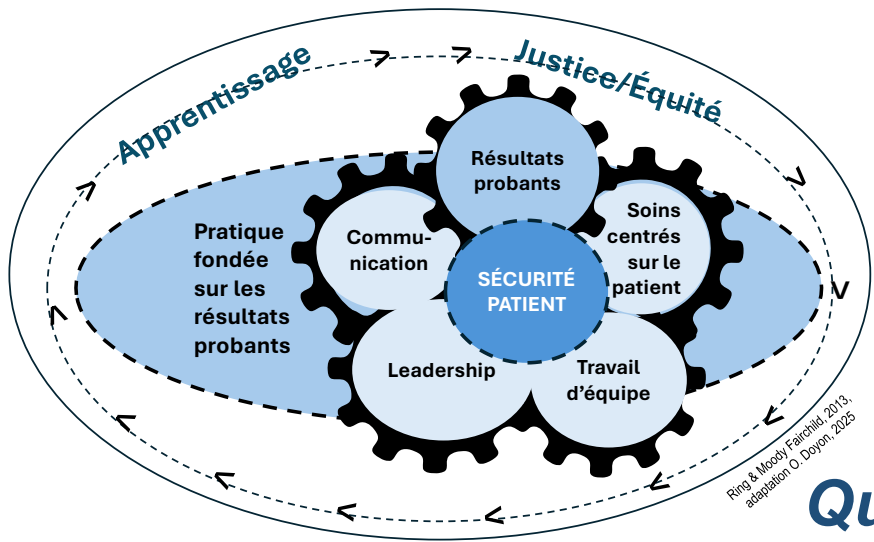 Apprentissage
Justice/Équité
Résultats
probants
Pratique
fondée
sur les
résultats
probants
Commu-
nication
Soins
centrés
sur le
patient
SÉCURITÉ
PATIENT
Leadership
Travail
d'équipe
Ring & Moody Fairchild, 2013,
adaptation O. Doyon, 2025